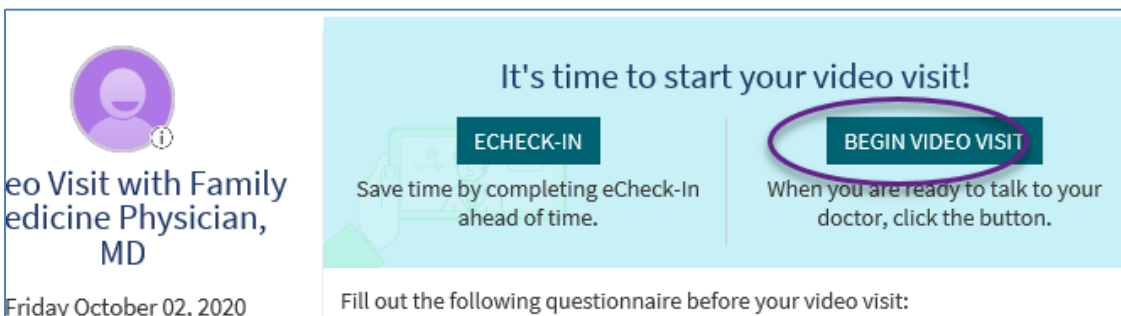 It's time to start your video visit!
ECHECK-IN
Save time by completing eCheck-In
ahead of time.
BEGIN VIDEO VISIT
When you are ready to talk to your
doctor, click the button.
eo Visit with Family
edicine Physician,
MD
Friday October 02, 2020
Fill out the following questionnaire before your video visit: